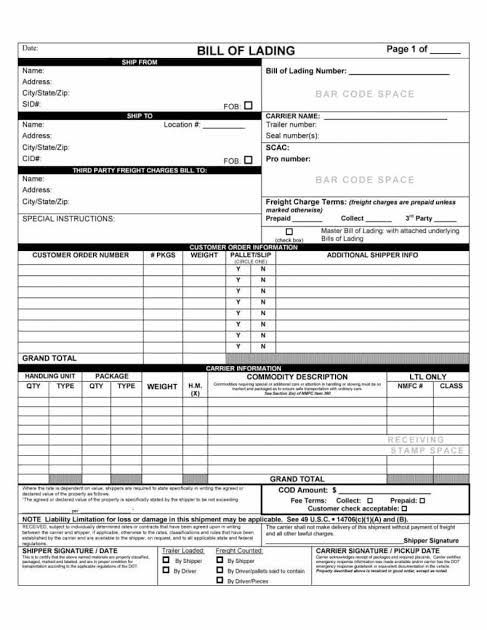 Date:
BILL OF LADING
Page 1 of ______
SHIP FROM
Name:
Address:
City/State/Zip:
SID#:
FOB:
Bill of Lading Number:
BAR CODE SPACE
SHIP TO
Name:
Location #:
Address:
City/State/Zip:
CID#:
FOB:
CARRIER NAME:
Trailer number:
Seal number(s):
SCAC:
Pro number:
BAR CODE SPACE
THIRD PARTY FREIGHT CHARGES BILL TO:
Name:
Address:
City/State/Zip:
SPECIAL INSTRUCTIONS:
Freight Charge Terms: (freight charges are prepaid unless
marked otherwise)
Prepaid ______ Collect ______ 3rd Party ______
(check box)
Master Bill of Lading: with attached underlying
Bills of Lading
CUSTOMER ORDER INFORMATION
CUSTOMER ORDER NUMBER # PKGS WEIGHT PALLET/SLIP ADDITIONAL SHIPPER INFO
(CIRCLE ONE)
Y N
Y N
Y N
Y N
Y N
Y N
Y N
Y N
GRAND TOTAL
CARRIER INFORMATION
HANDLING UNIT PACKAGE COMMODITY DESCRIPTION LTL ONLY
QTY TYPE QTY TYPE WEIGHT H.M. (X) NMFC # CLASS
Commodities requiring special or additional care or attention in handling or stowing must be so
marked and packaged as to ensure safe transportation with ordinary care.
See Section 2(e) of NMFC Item 360
RECEIVING
STAMP SPACE
GRAND TOTAL
Where the rate is dependent on value, shippers are required to state specifically in writing the agreed or
declared value of the property as follows:
"The agreed or declared value of the property is specifically stated by the shipper to be not exceeding
______ per ______
COD Amount: $
Fee Terms: Collect: Prepaid:
Customer check acceptable:
NOTE Liability Limitation for loss or damage in this shipment may be applicable. See 49 U.S.C. • 14706(c)(1)(A) and (B).
RECEIVED, subject to individually determined rates or contracts that have been agreed upon in writing
between the carrier and shipper, if applicable, otherwise to the rates, classifications and rules that have been
established by the carrier and are available to the shipper, on request, and to all applicable state and federal
regulations.
The carrier shall not make delivery of this shipment without payment of freight
and all other lawful charges.
Shipper Signature
SHIPPER SIGNATURE / DATE
This is to certify that the above named materials are properly classified,
packaged, marked and labeled, and are in proper condition for
transportation according to the applicable regulations of the DOT.
Trailer Loaded:
By Shipper
By Driver
Freight Counted:
By Shipper
By Driver/pallets said to contain
By Driver/Pieces
CARRIER SIGNATURE / PICKUP DATE
Carrier acknowledges receipt of packages and required placards. Carrier certifies
emergency response information was made available and/or carrier has the DOT
emergency response guidebook or equivalent documentation in the vehicle.
Property described above is received in good order, except as noted.